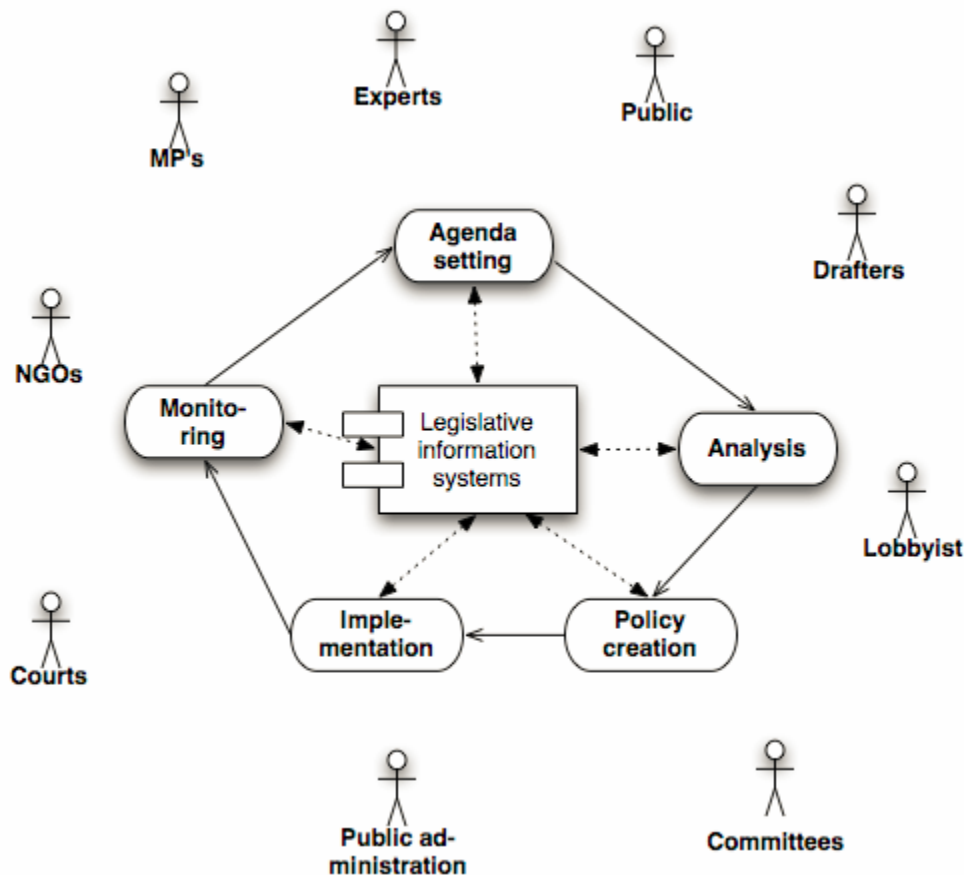 Experts
Public
MP's
Drafters
Agenda
setting
NGOs
Monito-
ring
Legislative
information
systems
Analysis
Lobbyist
Imple-
mentation
Policy
creation
Courts
Public ad-
ministration
Committees